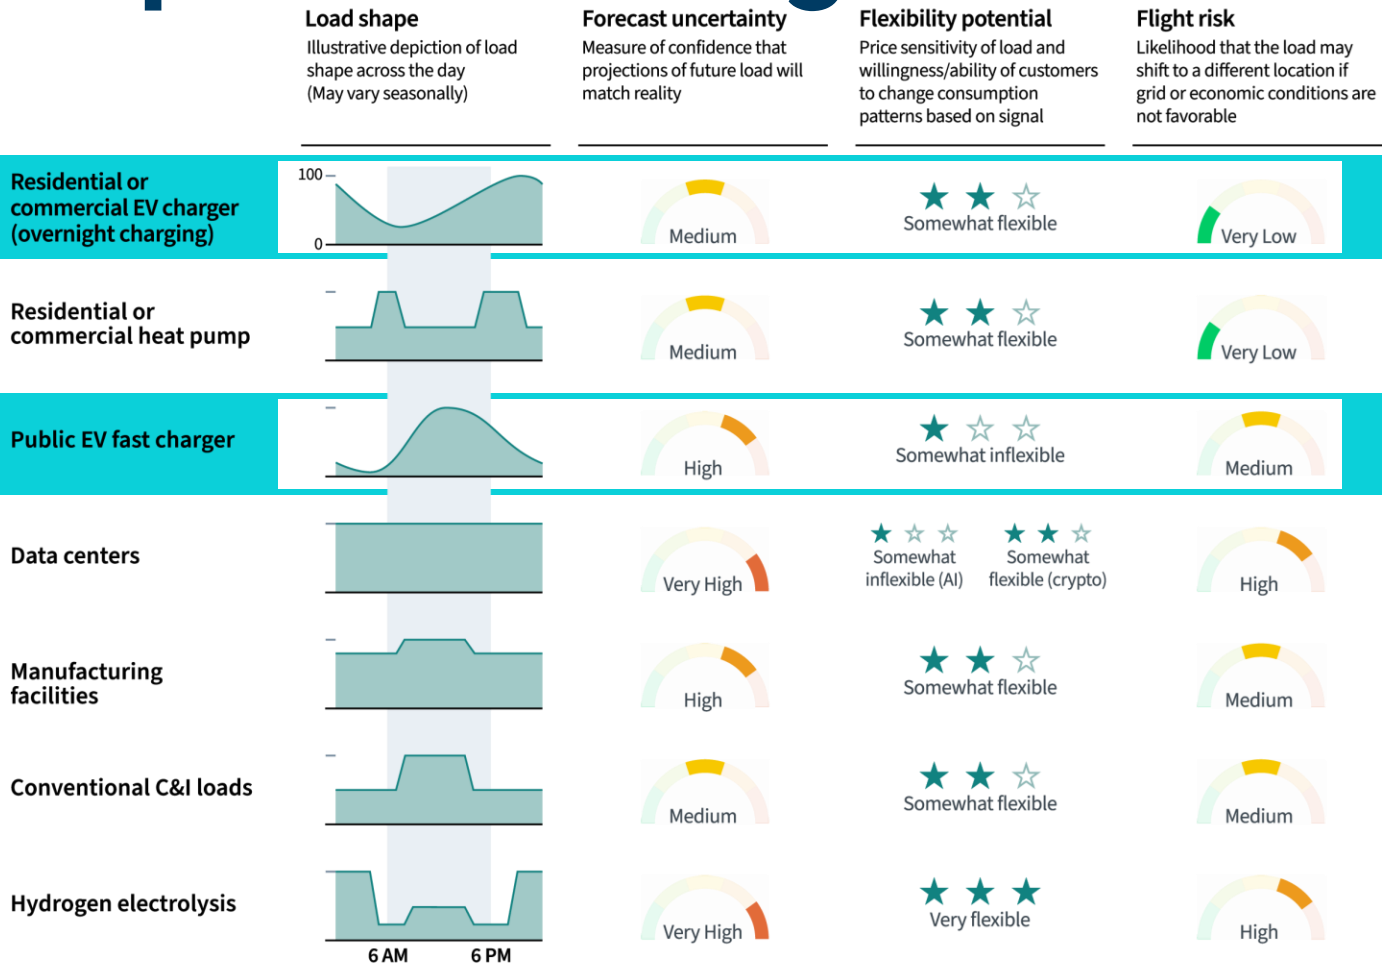 Load shape
Illustrative depiction of load
shape across the day
(May vary seasonally)
Forecast uncertainty
Measure of confidence that
projections of future load will
match reality
Flexibility potential
Price sensitivity of load and
willingness/ability of customers
to change consumption
patterns based on signal
Flight risk
Likelihood that the load may
shift to a different location if
grid or economic conditions are
not favorable
Residential or
commercial EV charger
(overnight charging)
100
0
Medium
Somewhat flexible
Very Low
Residential or
commercial heat pump
Medium
Somewhat flexible
Very Low
Public EV fast charger
High
Somewhat inflexible
Medium
Data centers
Very High
Somewhat
inflexible (AI)
Somewhat
flexible (crypto)
High
Manufacturing
facilities
High
Somewhat flexible
Medium
Conventional C&I loads
Medium
Somewhat flexible
Medium
Hydrogen electrolysis
Very High
Very flexible
High
6 AM
6 PM